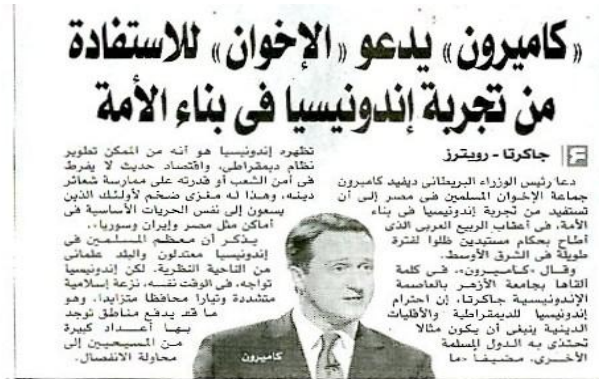 «كاميرون» يدعو «الإخوان» للاستفادة
من تجربة إندونيسيا فى بناء الأمة
جاكرتا - رويترز
دعا رئيس الوزراء البريطانى ديفيد كاميرون
جماعة الإخوان المسلمين فى مصر إلى أن
تستفيد من تجربة إندونيسيا فى بناء
الأمة، فى أعقاب الربيع العربى الذى
أطاح بحكام مستبدين ظلوا لفترة
طويلة فى الشرق الأوسط.
وقال «كاميرون»، فى كلمة
ألقاها بجامعة الأزهر بالعاصمة
الإندونيسية جاكرتا، إن احترام
إندونيسيا للديمقراطية والأقليات
الدينية ينبغى أن يكون مثالا
تحتذى به الدول المسلمة
الأخرى، مضيفاً «ما
تظهره إندونيسيا هو أنه من الممكن تطوير
نظام ديمقراطى، واقتصاد حديث لا يفرط
فى أمن الشعب أو قدرته على ممارسة شعائر
دينه، وهذا له مغزى ضخم لأولئك الذين
يسعون إلى نفس الحريات الأساسية فى
أماكن مثل مصر وإيران وسوريا».
يذكر أن معظم المسلمين فى
إندونيسيا معتدلون والبلد علمانى
من الناحية النظرية. لكن إندونيسيا
تواجه، فى الوقت نفسه، نزعة إسلامية
متشددة وتيارا محافظا متزايدا، وهو
ما قد يدفع مناطق توجد
بها أعداد كبيرة
من المسيحيين إلى
محاولة الانفصال.
كاميرون